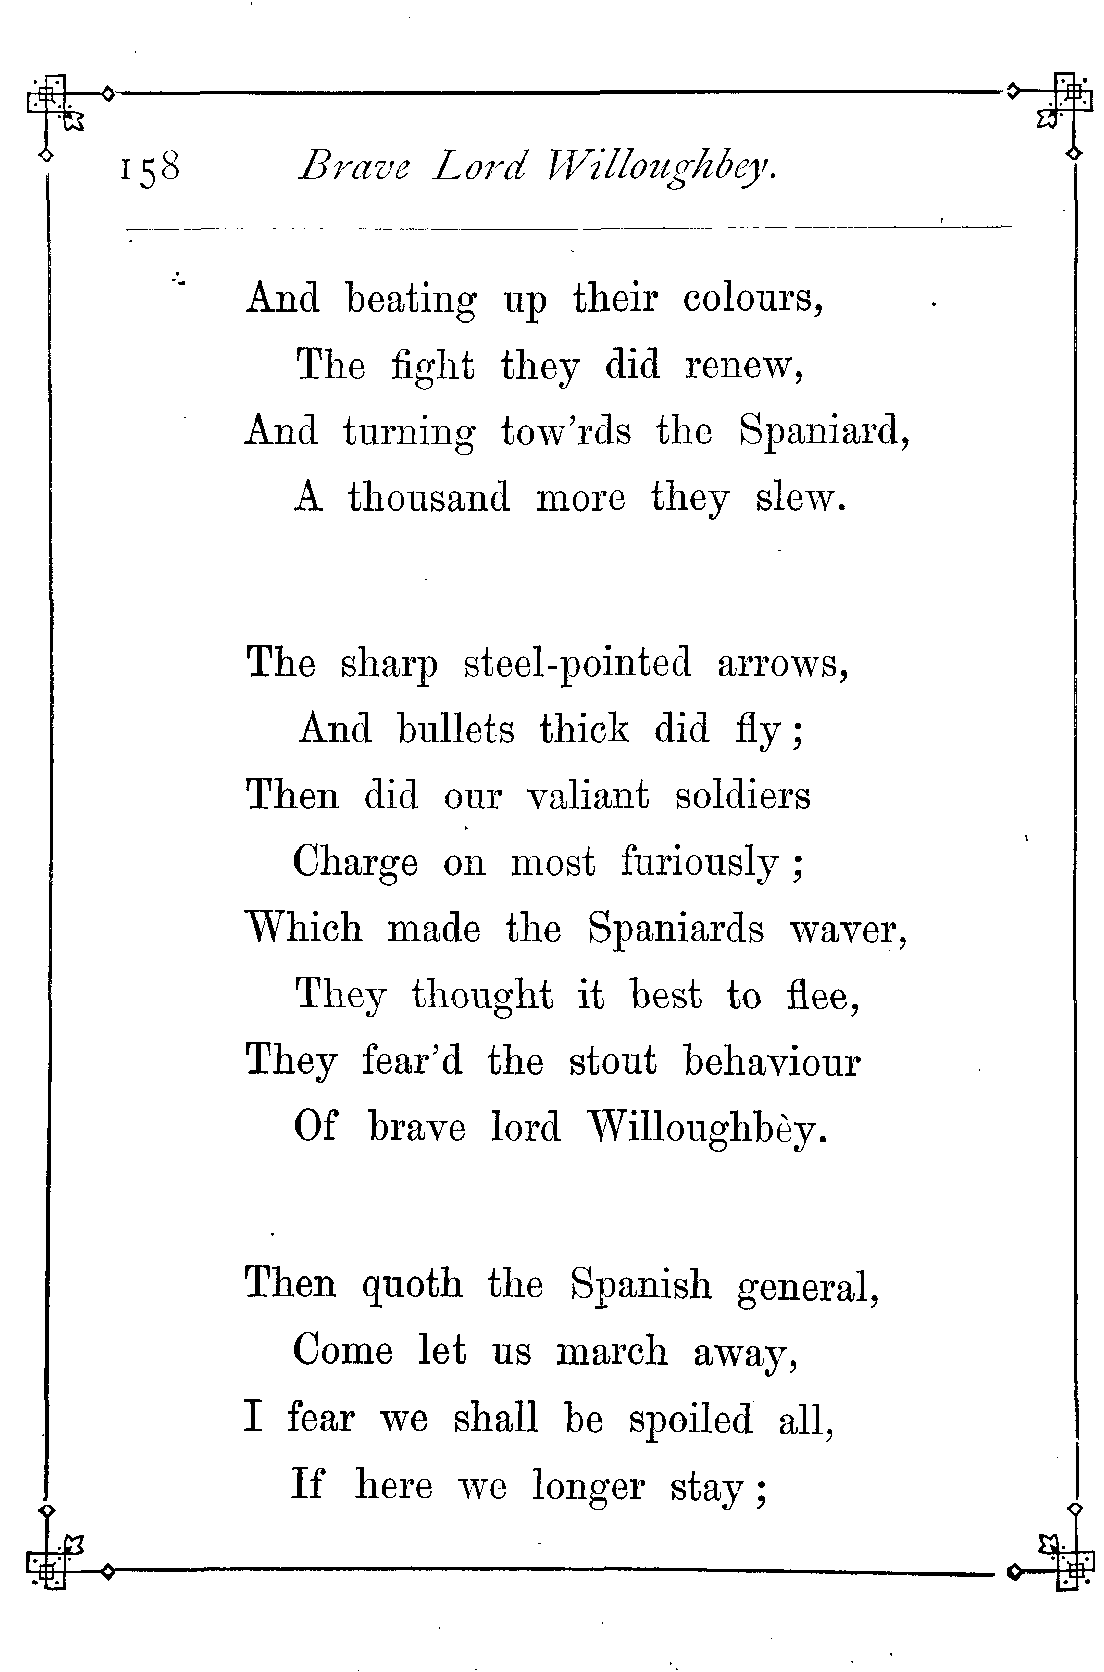 158 Brave Lord Willoughbey.
And beating up their colours,
The fight they did renew,
And turning tow'rds the Spaniard,
A thousand more they slew.
The sharp steel-pointed arrows,
And bullets thick did fly ;
Then did our valiant soldiers
Charge on most furiously ;
Which made the Spaniards waver,
They thought it best to flee,
They fear'd the stout behaviour
Of brave lord Willoughbèy.
Then quoth the Spanish general,
Come let us march away,
I fear we shall be spoiled all,
If here we longer stay ;